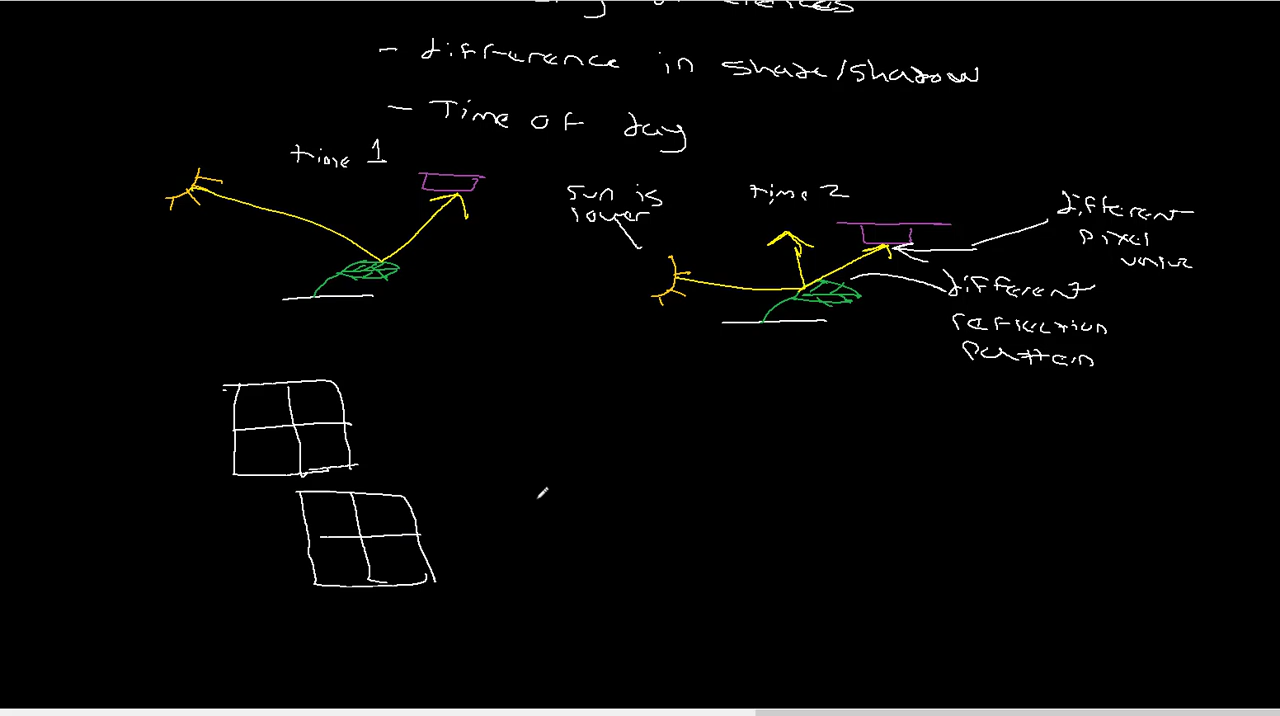 - difference in shade/shadow
- Time of day
time 1
Sun is
lower
time 2
different
pixel
value
different
reflection
pattern